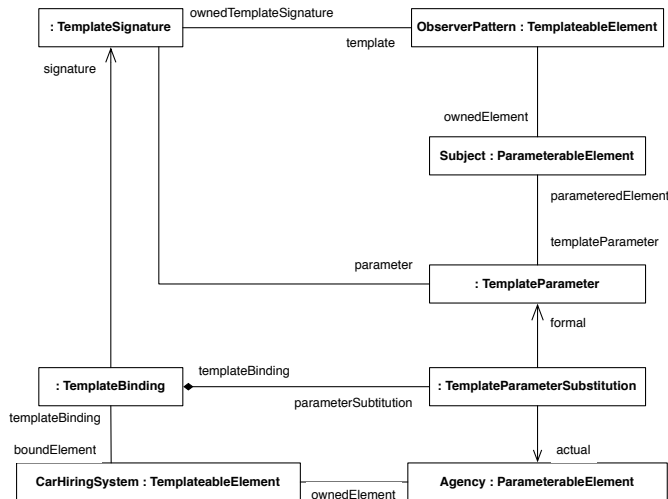 ownedTemplateSignature
: TemplateSignature
ObserverPattern : TemplateableElement
template
signature
ownedElement
Subject : ParameterableElement
parameteredElement
templateParameter
parameter
: TemplateParameter
formal
templateBinding
: TemplateBinding
: TemplateParameterSubstitution
parameterSubtitution
templateBinding
boundElement
actual
CarHiringSystem : TemplateableElement
Agency : ParameterableElement
ownedElement